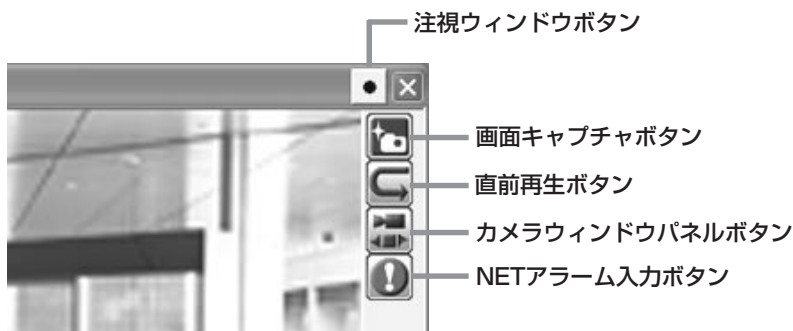 注視ウィンドウボタン
画面キャプチャボタン
直前再生ボタン
カメラウィンドウパネルボタン
NETアラーム入力ボタン